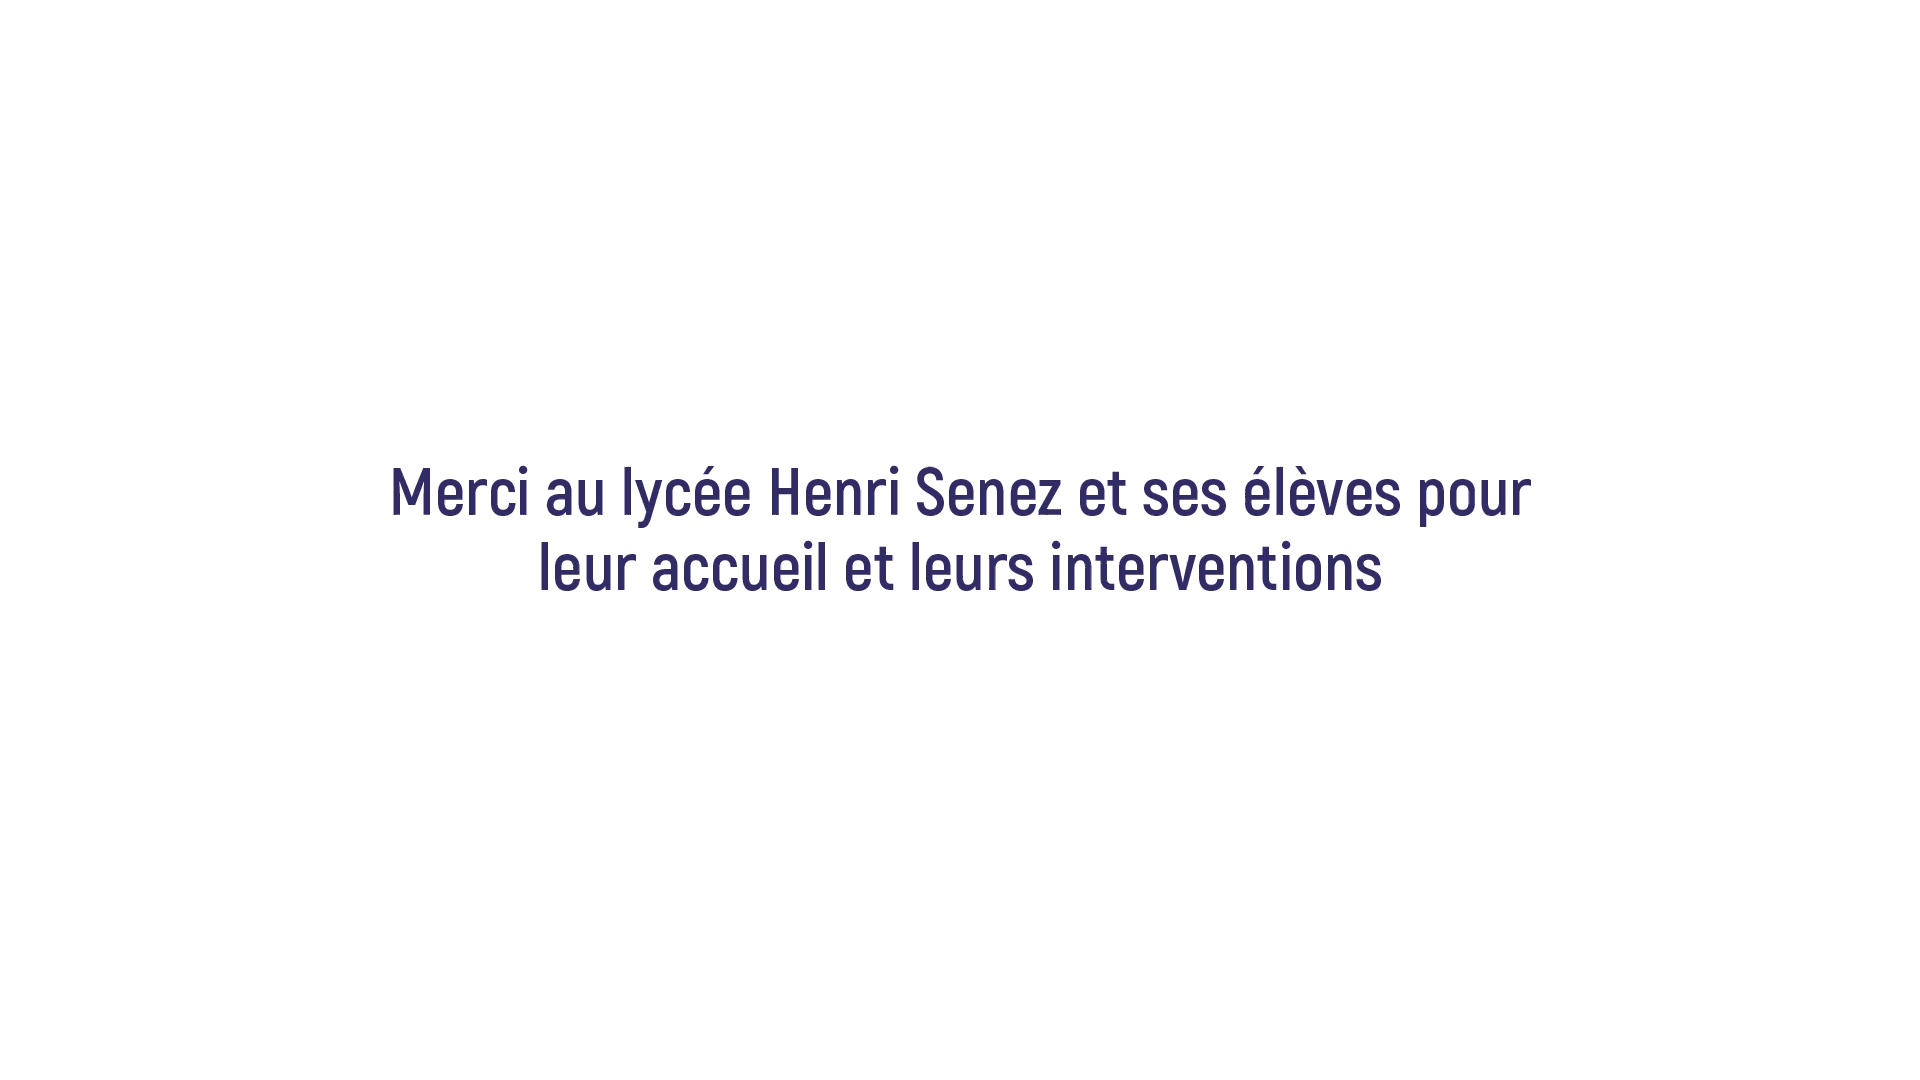 Merci au lycée Henri Senez et ses élèves pour
leur accueil et leurs interventions